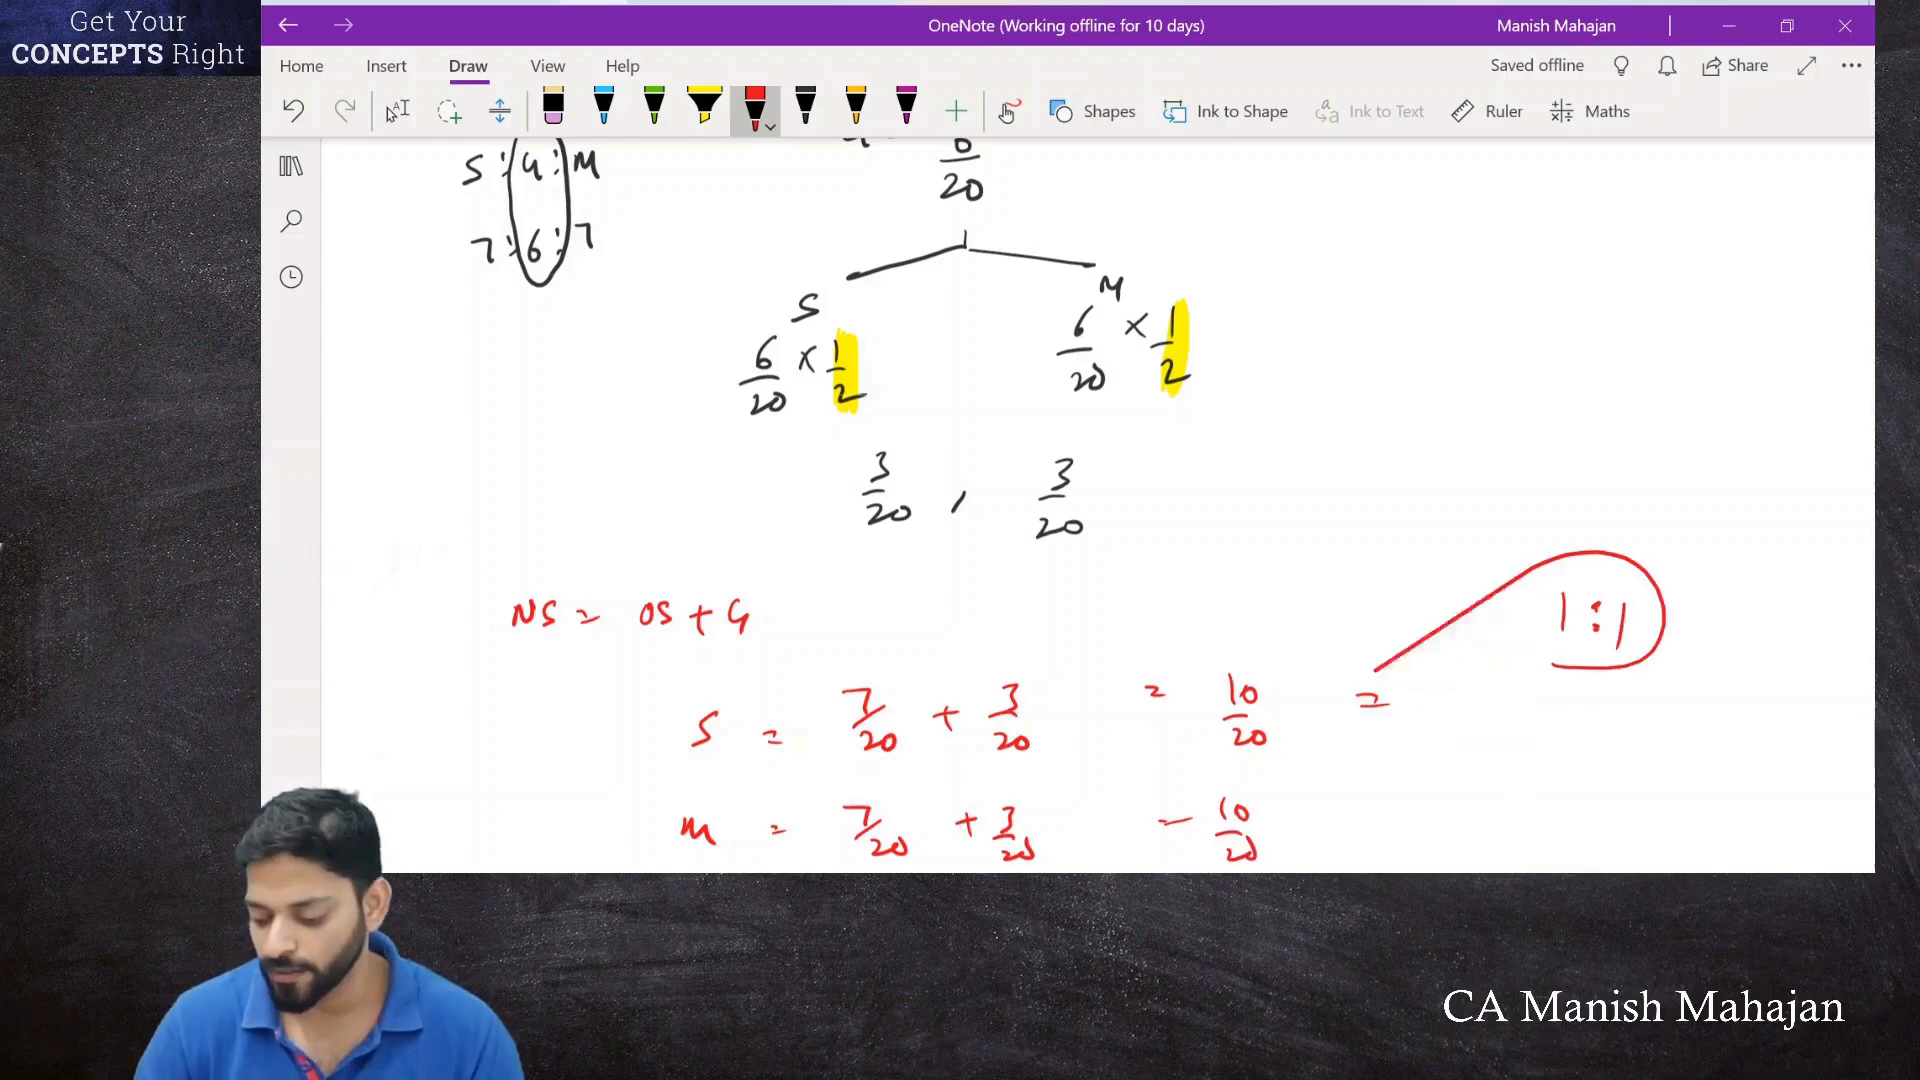 Get Your
CONCEPTS Right
OneNote (Working offline for 10 days)
Manish Mahajan
Home Insert Draw View Help
Saved offline
Share
Shapes
Ink to Shape
Ink to Text
Ruler
Maths
S : G : M
7 : 6 : 7
6/20
S
M
6/20 × 1/2
6/20 × 1/2
3/20 , 3/20
NS = OS + G
1 : 1
S = 7/20 + 3/20 = 10/20 =
M = 7/20 + 3/20 = 10/20
CA Manish Mahajan